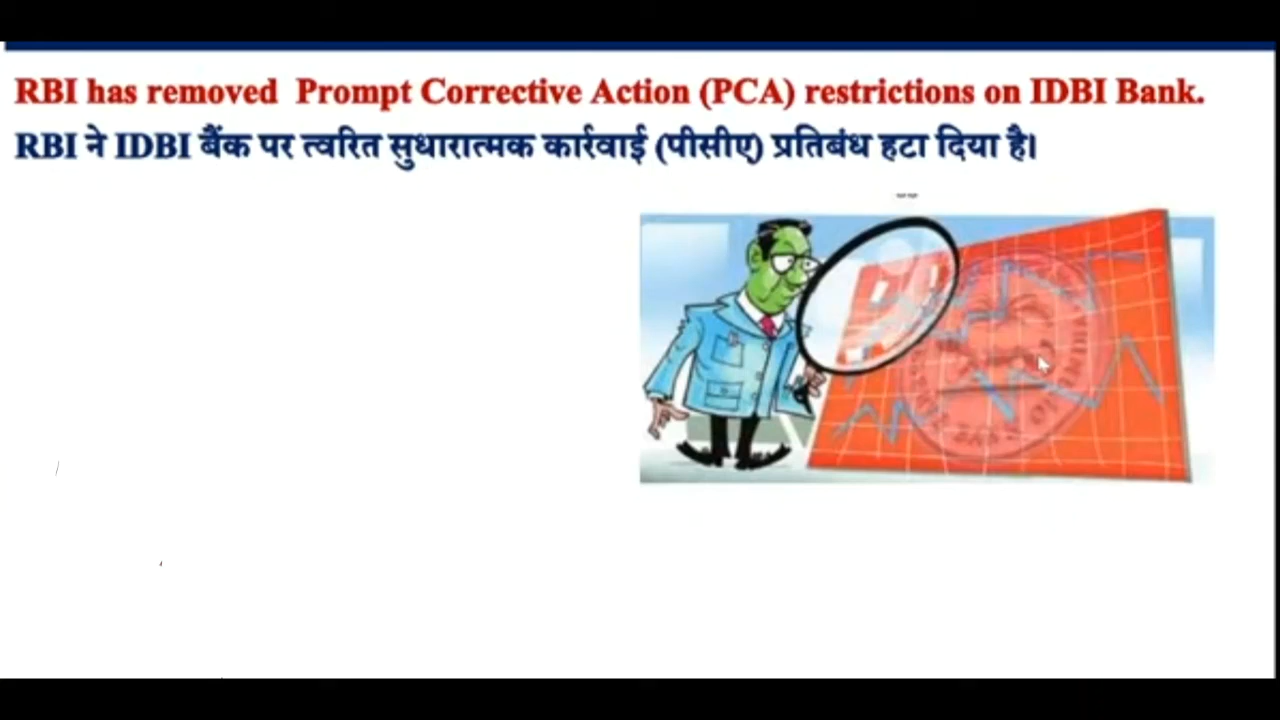 RBI has removed Prompt Corrective Action (PCA) restrictions on IDBI Bank.
RBI ने IDBI बैंक पर त्वरित सुधारात्मक कार्रवाई (पीसीए) प्रतिबंध हटा दिया है।